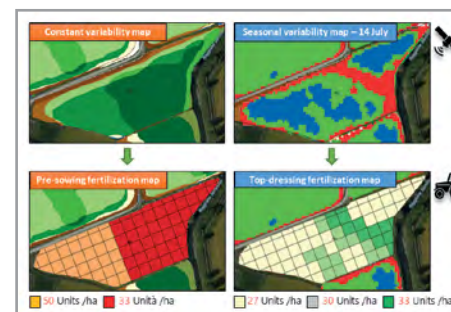 Constant variability map
Seasonal variability map – 14 July
Pre-sowing fertilization map
Top-dressing fertilization map
50 Units /ha 33 Unità /ha
27 Units /ha 30 Units /ha 33 Units /ha